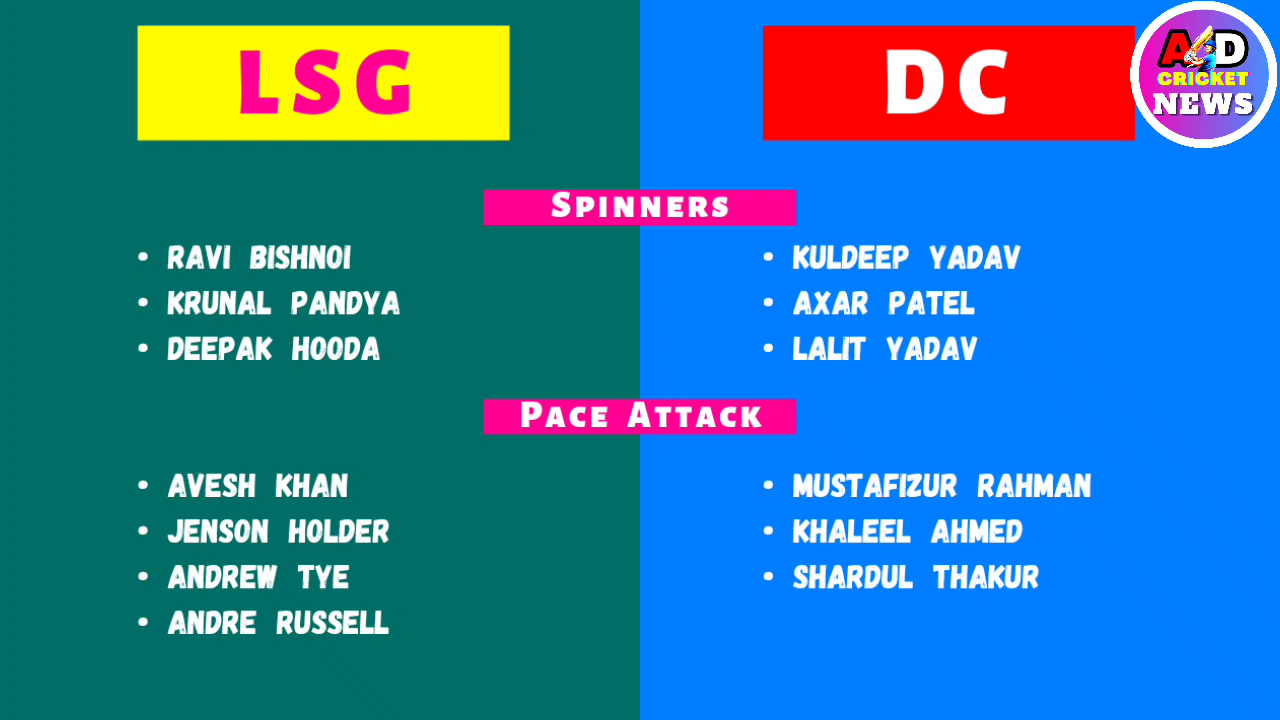 LSG
DC
A D
CRICKET
NEWS
SPINNERS
• RAVI BISHNOI
• KRUNAL PANDYA
• DEEPAK HOODA
• KULDEEP YADAV
• AXAR PATEL
• LALIT YADAV
PACE ATTACK
• AVESH KHAN
• JENSON HOLDER
• ANDREW TYE
• ANDRE RUSSELL
• MUSTAFIZUR RAHMAN
• KHALEEL AHMED
• SHARDUL THAKUR